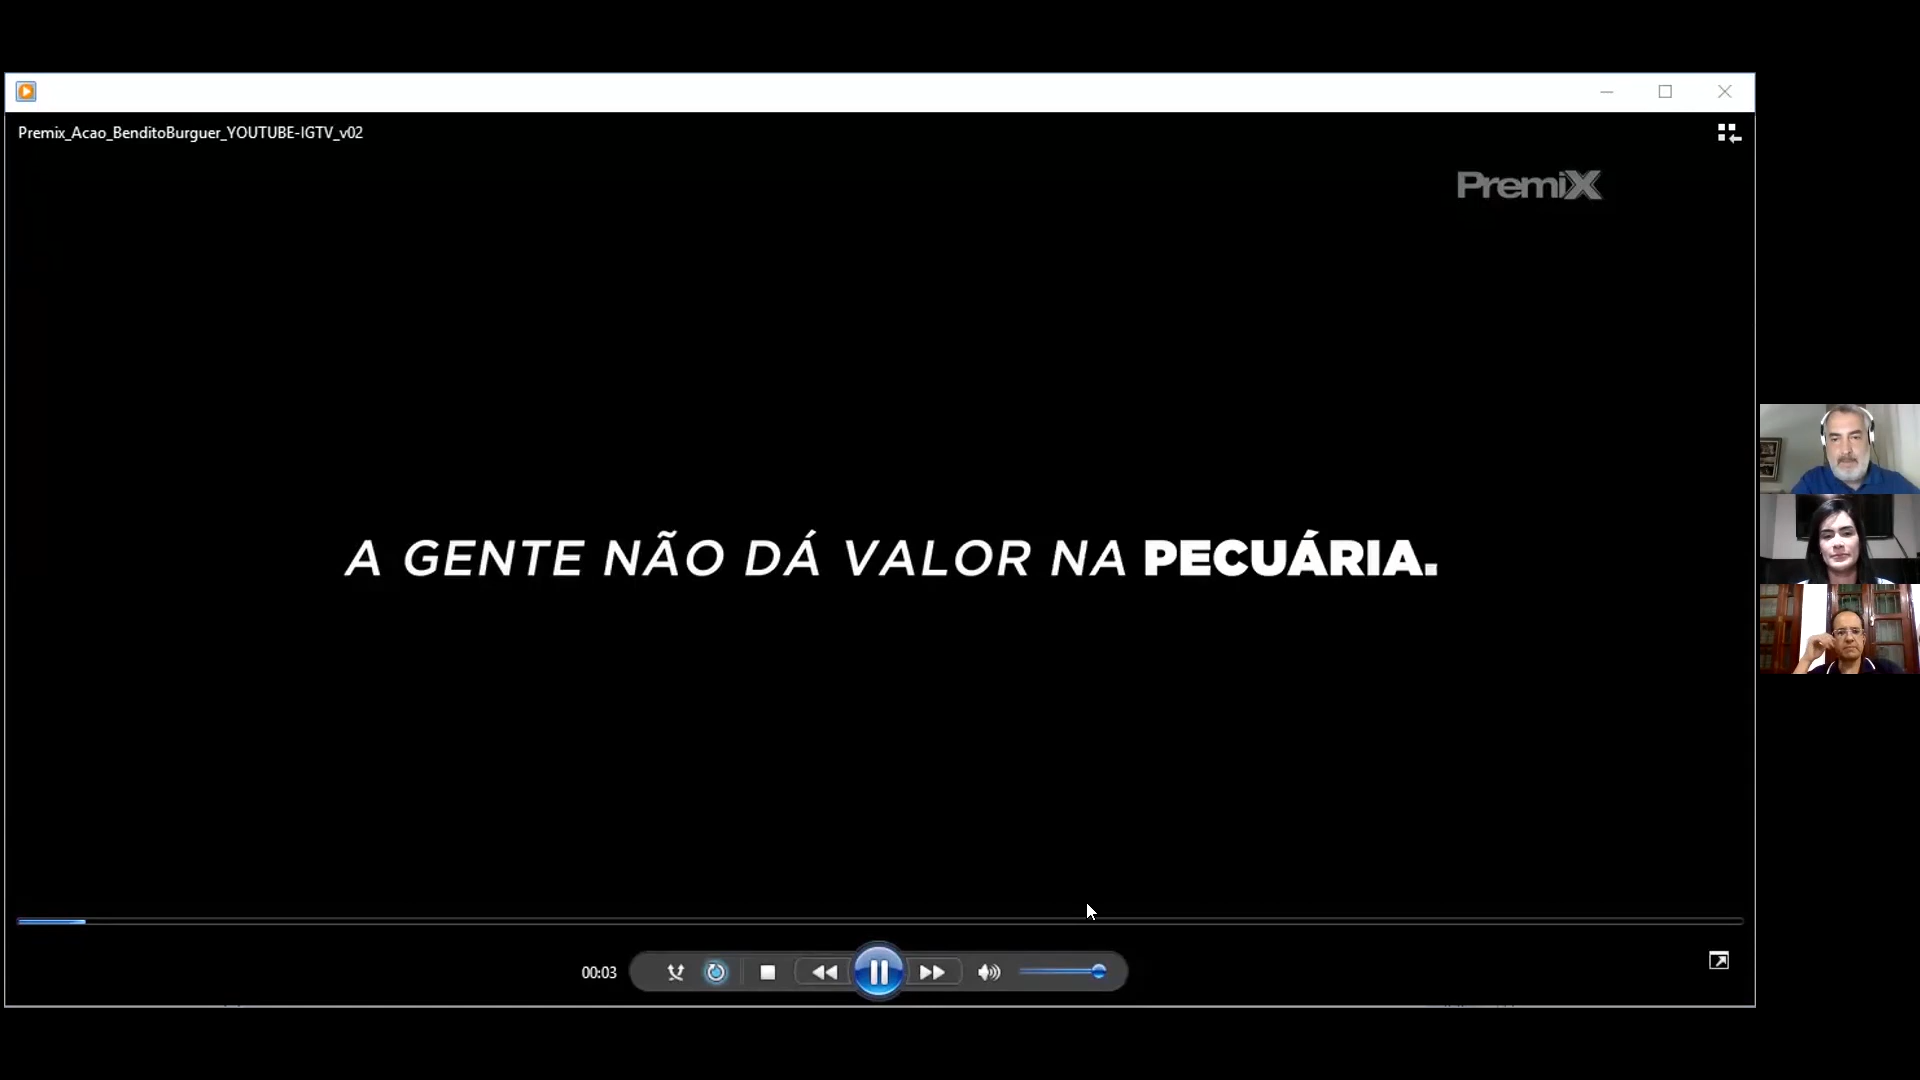 Premix_Acao_BenditoBurguer_YOUTUBE-IGTV_v02
PremiX
A GENTE NÃO DÁ VALOR NA PECUÁRIA.
00:03